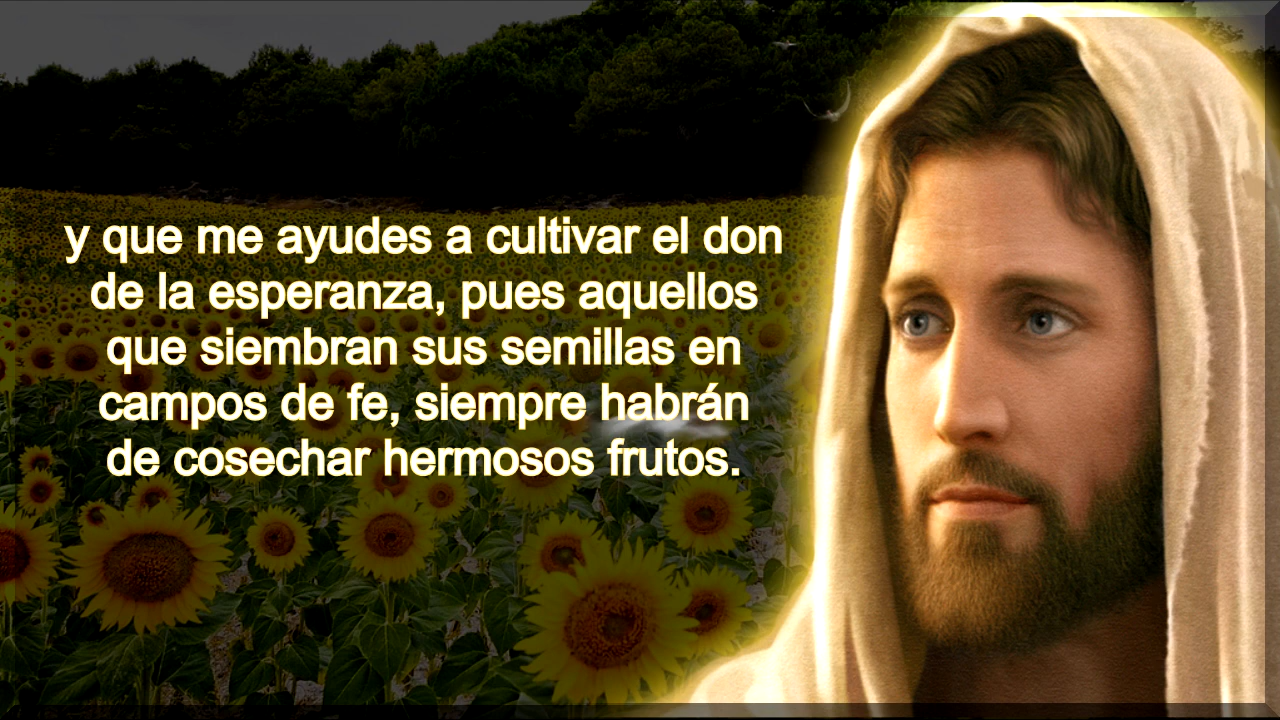 y que me ayudes a cultivar el don
de la esperanza, pues aquellos
que siembran sus semillas en
campos de fe, siempre habrán
de cosechar hermosos frutos.